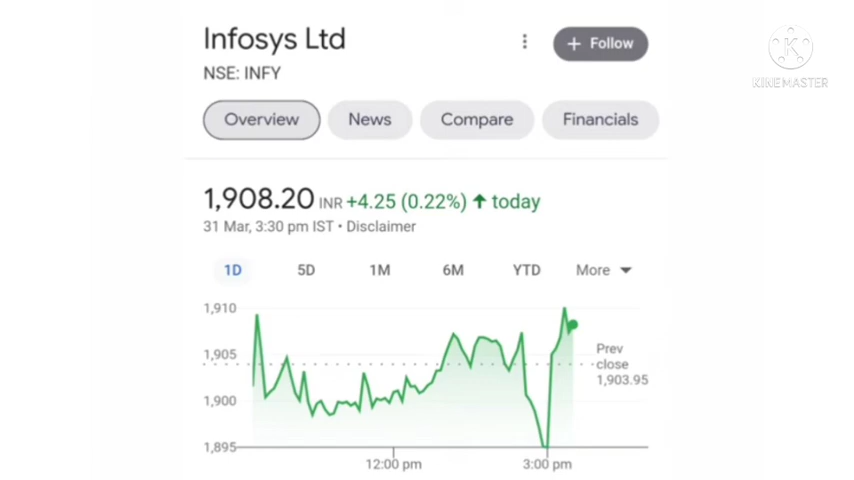 Infosys Ltd
+ Follow
NSE: INFY
K
KINEMASTER
Overview
News
Compare
Financials
1,908.20 INR +4.25 (0.22%) ↑ today
31 Mar, 3:30 pm IST • Disclaimer
1D 5D 1M 6M YTD More
1,910
1,905
1,900
1,895
Prev
close
1,903.95
12:00 pm
3:00 pm